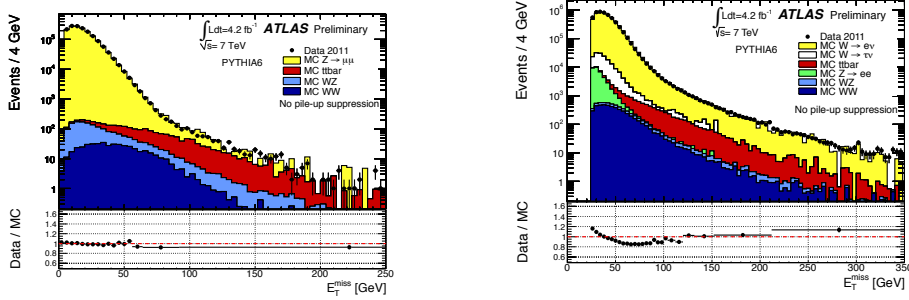 Events / 4 GeV
10⁵
10⁴
10³
10²
10
1
∫Ldt=4.2 fb⁻¹ ATLAS Preliminary
√s= 7 TeV
PYTHIA6
Data 2011
MC Z → μμ
MC ttbar
MC WZ
MC WW
No pile-up suppression
Data / MC
1.6
1.4
1.2
1
0.8
0.6
0 50 100 150 200 250
E_T^miss [GeV]
Events / 4 GeV
10⁶
10⁵
10⁴
10³
10²
10
1
∫Ldt=4.2 fb⁻¹ ATLAS Preliminary
√s= 7 TeV
PYTHIA6
Data 2011
MC W → eν
MC W → τν
MC ttbar
MC Z → ee
MC WZ
MC WW
No pile-up suppression
Data / MC
1.6
1.4
1.2
1
0.8
0.6
0 50 100 150 200 250 300 350
E_T^miss [GeV]